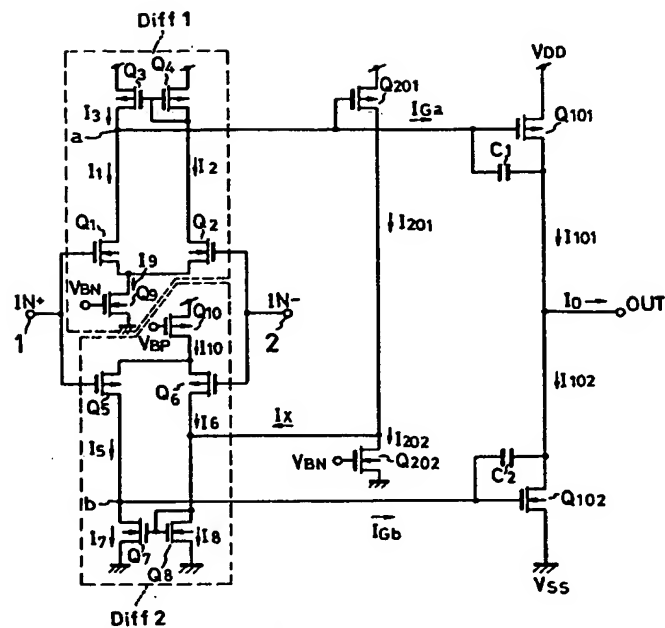 Diff 1
Q3 Q4
VDD
Q201
I3
IGa
Q101
a
C1
I1
I2
I201
I101
Q1
Q2
I9
VBN
Q9
IN+
1
Q10
IN-
2
VBP
I10
IO
OUT
Q5
Q6
I6
Ix
I102
I5
I202
VBN
Q202
C2
b
Q102
I7
Q7
I8
IGb
Q8
VSS
Diff 2